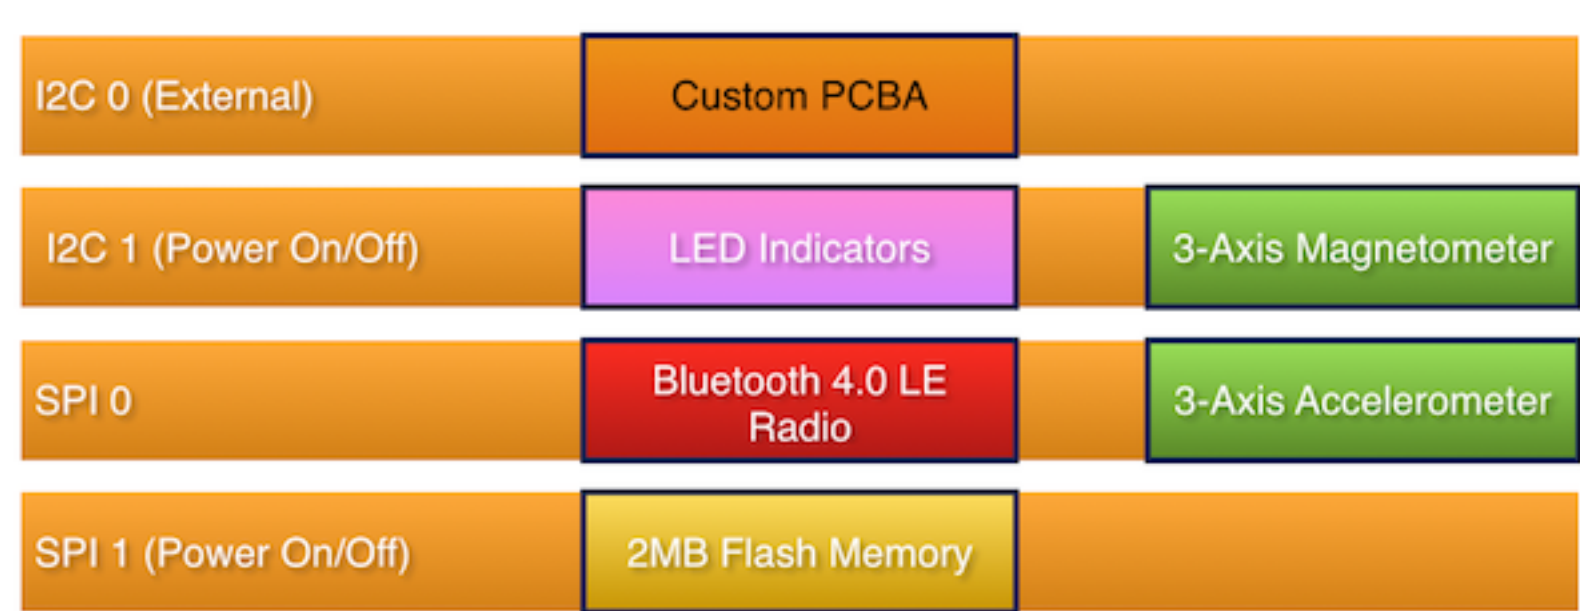 I2C 0 (External)
Custom PCBA
I2C 1 (Power On/Off)
LED Indicators
3-Axis Magnetometer
SPI 0
Bluetooth 4.0 LE
Radio
3-Axis Accelerometer
SPI 1 (Power On/Off)
2MB Flash Memory